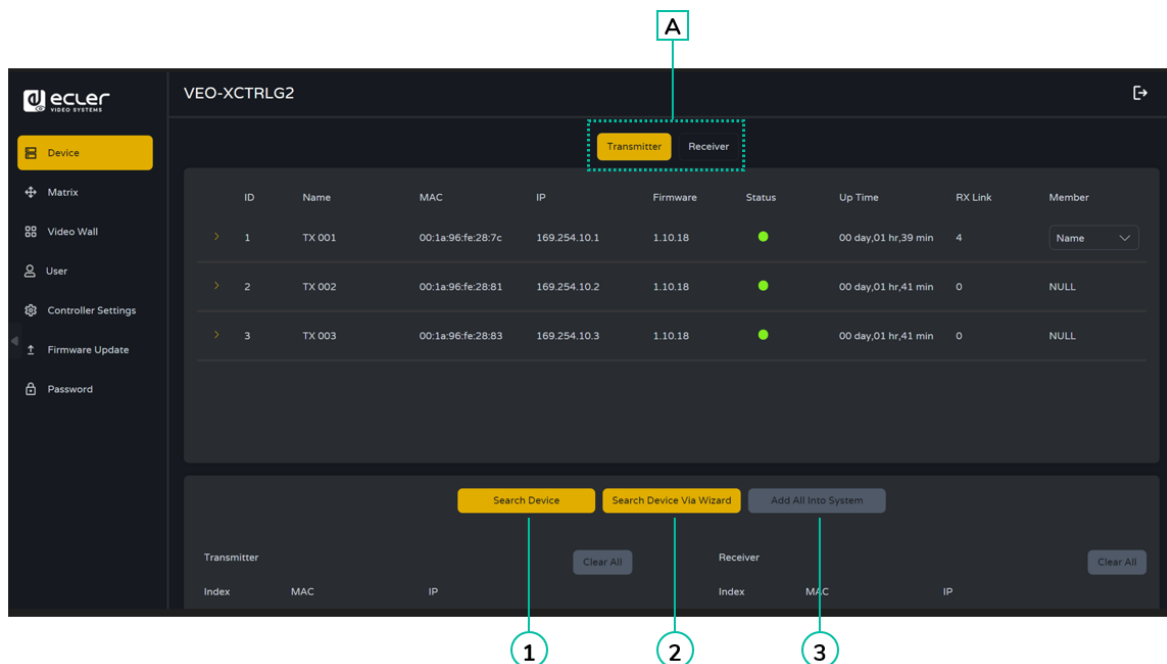 A
ecler
VIDEO SYSTEMS
VEO-XCTRLG2
Device
Matrix
Video Wall
User
Controller Settings
Firmware Update
Password
Transmitter Receiver
ID Name MAC IP Firmware Status Up Time RX Link Member
1 TX 001 00:1a:96:fe:28:7c 169.254.10.1 1.10.18 00 day,01 hr,39 min 4 Name
2 TX 002 00:1a:96:fe:28:81 169.254.10.2 1.10.18 00 day,01 hr,41 min 0 NULL
3 TX 003 00:1a:96:fe:28:83 169.254.10.3 1.10.18 00 day,01 hr,41 min 0 NULL
Search Device Search Device Via Wizard Add All Into System
Transmitter Clear All
Index MAC IP
Receiver Clear All
Index MAC IP
1 2 3